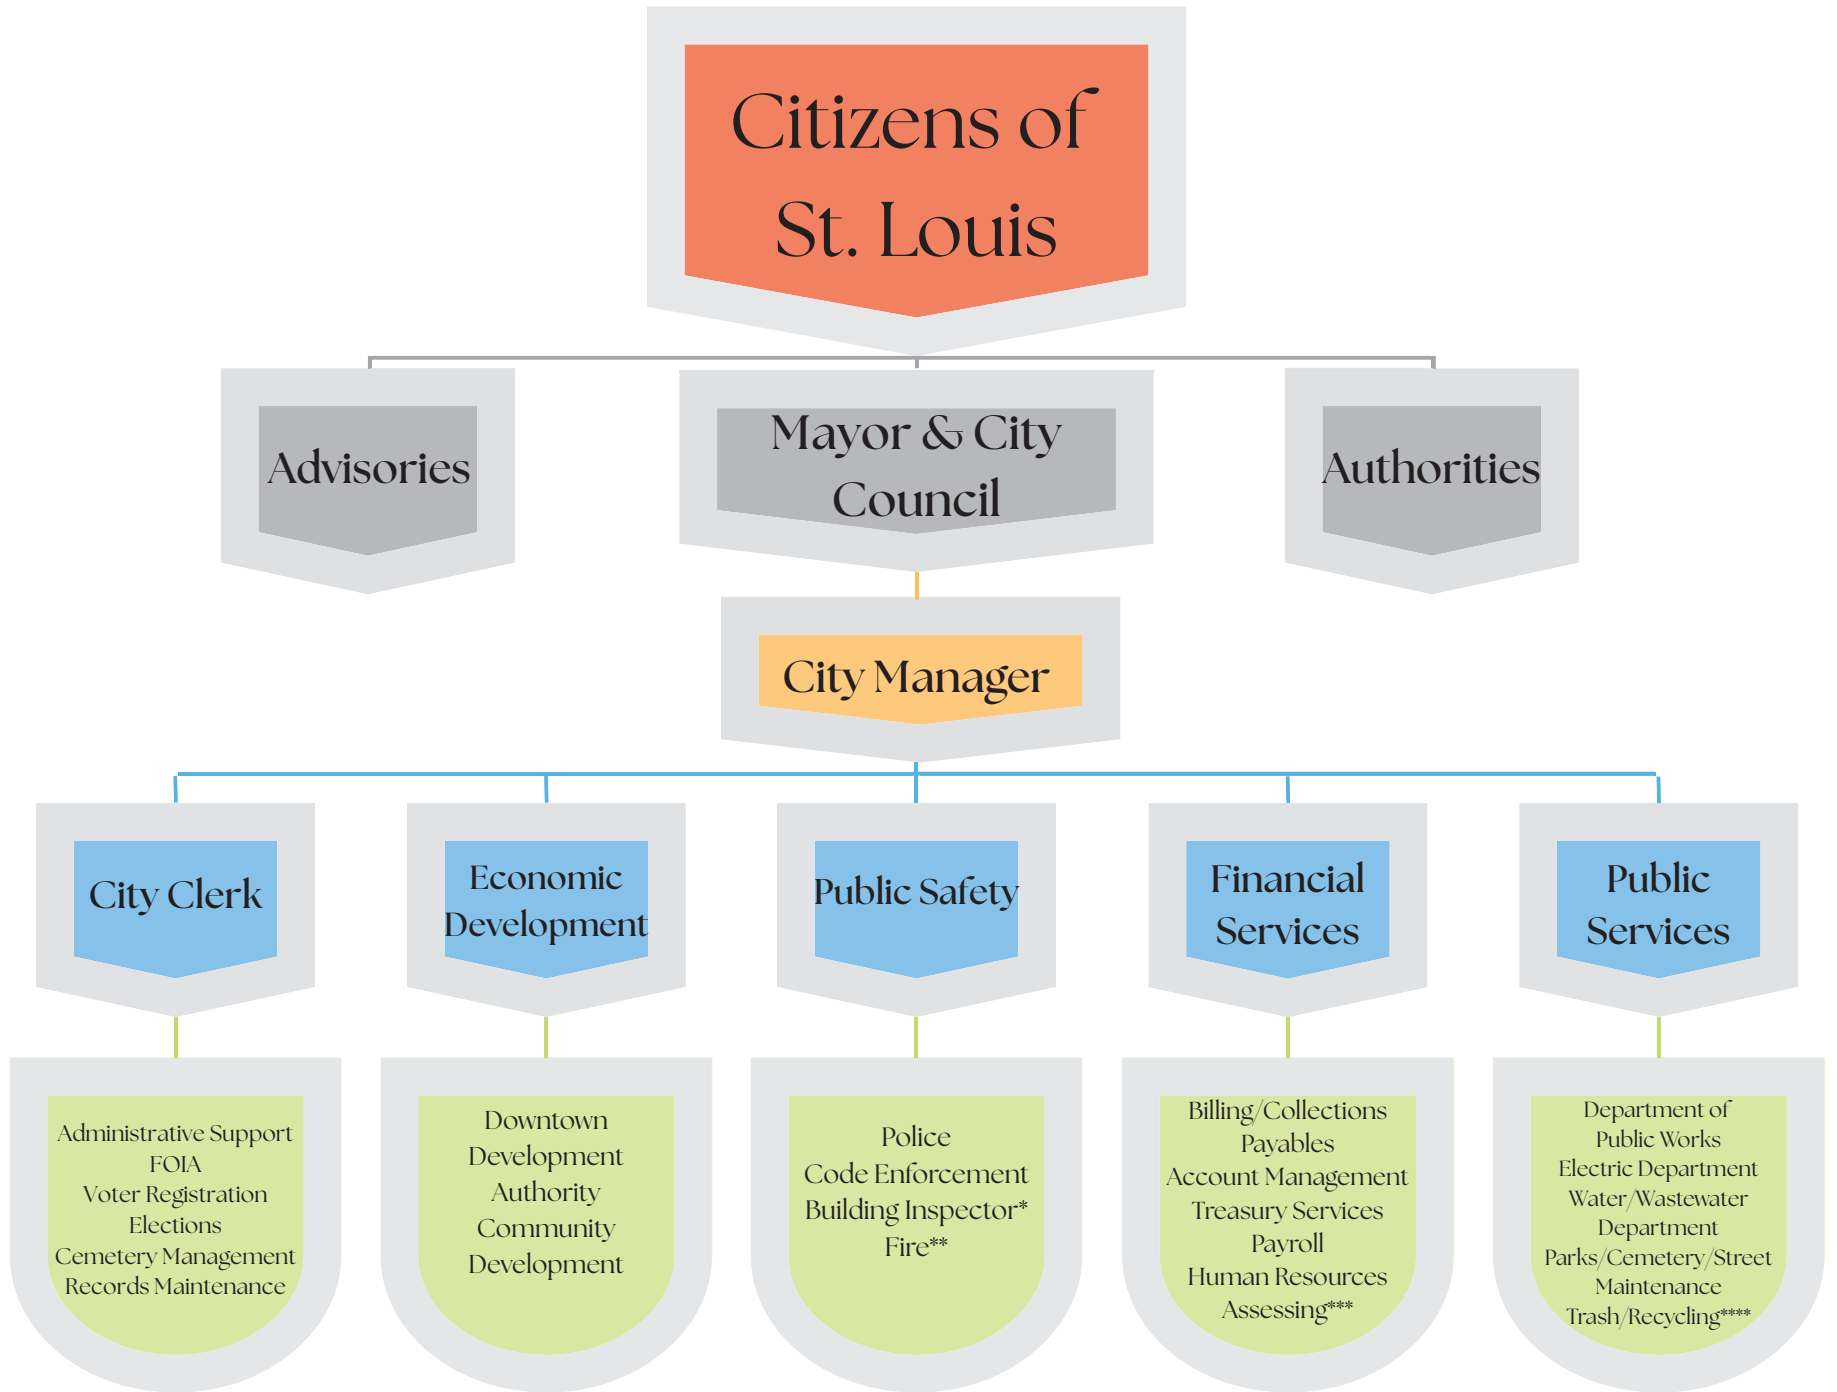 Citizens of
St. Louis
Advisories
Mayor & City
Council
Authorities
City Manager
City Clerk
Economic
Development
Public Safety
Financial
Services
Public
Services
Administrative Support
FOIA
Voter Registration
Elections
Cemetery Management
Records Maintenance
Downtown
Development
Authority
Community
Development
Police
Code Enforcement
Building Inspector*
Fire**
Billing/Collections
Payables
Account Management
Treasury Services
Payroll
Human Resources
Assessing***
Department of
Public Works
Electric Department
Water/Wastewater
Department
Parks/Cemetery/Street
Maintenance
Trash/Recycling****